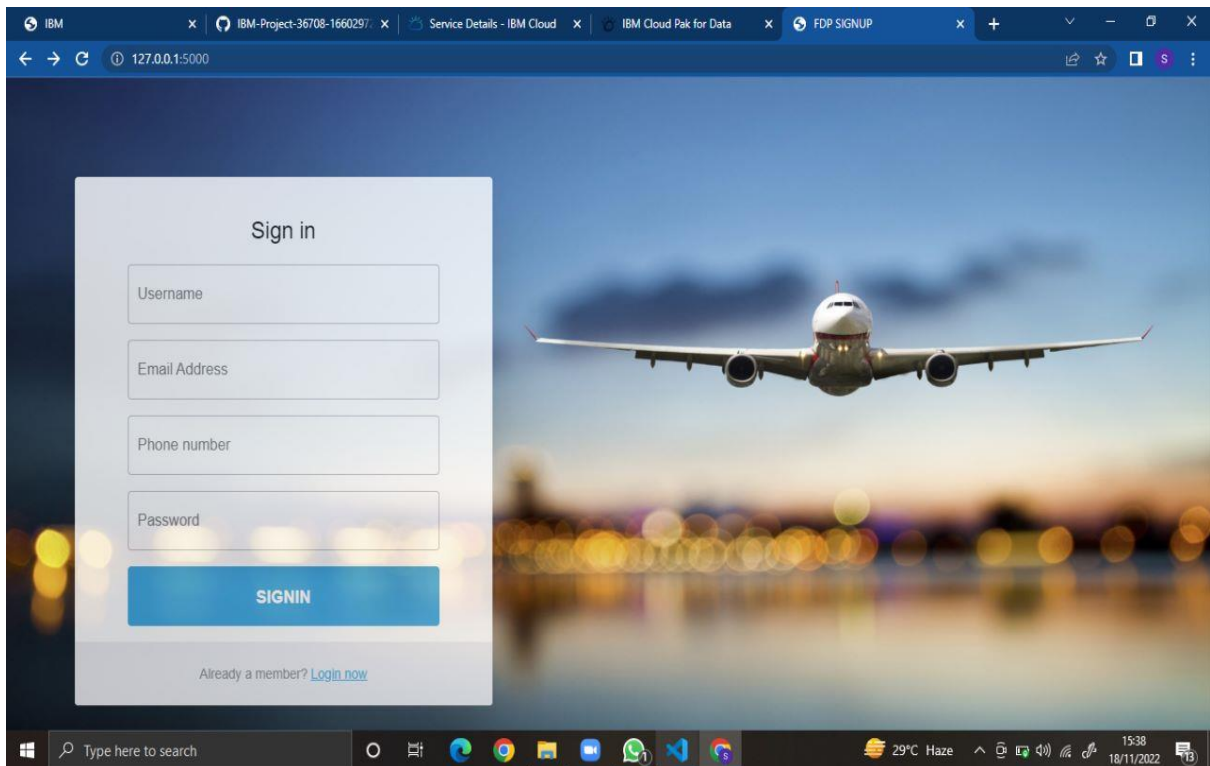 IBM
IBM-Project-36708-1660297
Service Details - IBM Cloud
IBM Cloud Pak for Data
FDP SIGNUP
127.0.0.1:5000
S
Sign in
Username
Email Address
Phone number
Password
SIGNIN
Already a member? Login now
Type here to search
29°C Haze
15:38
18/11/2022
13